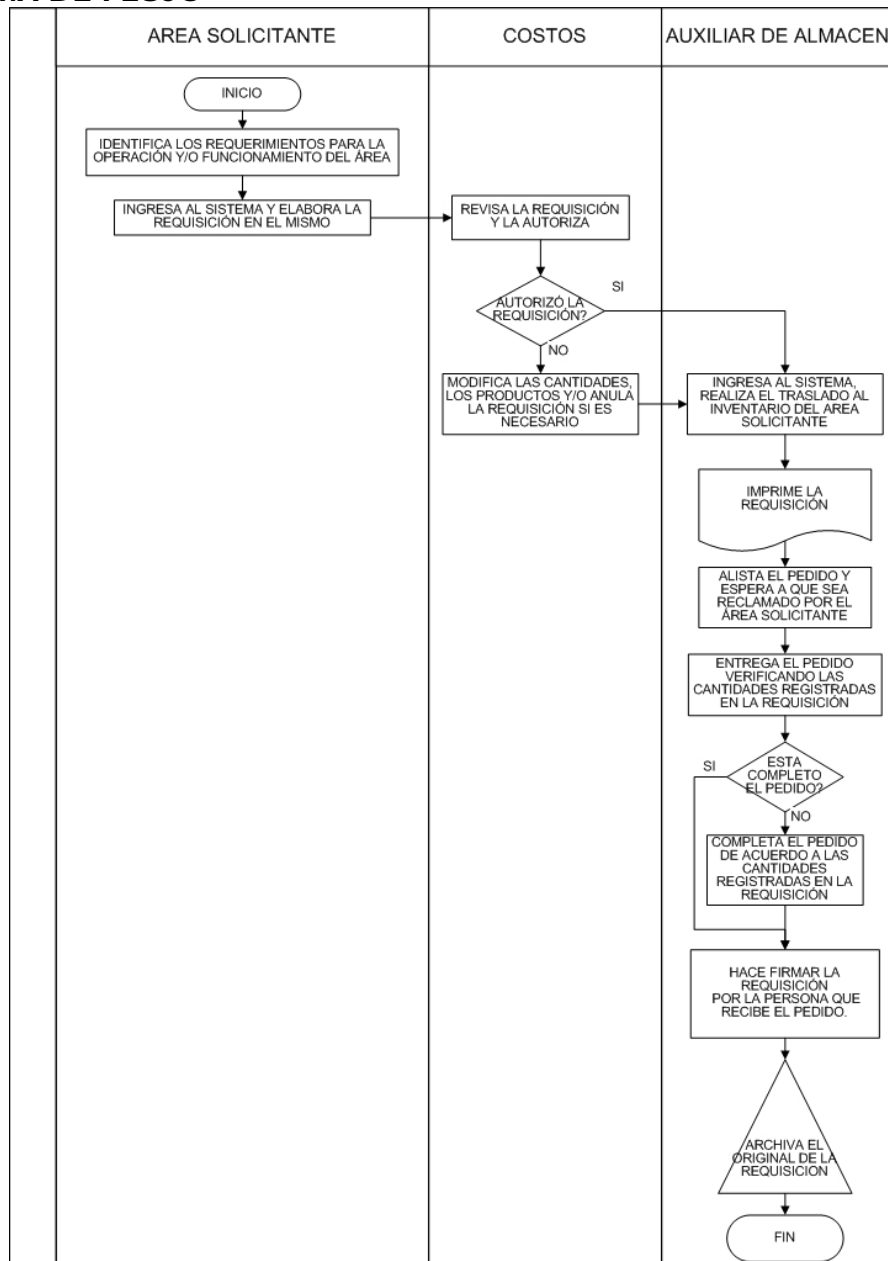 AREA SOLICITANTE
COSTOS
AUXILIAR DE ALMACEN
INICIO
IDENTIFICA LOS REQUERIMIENTOS PARA LA
OPERACIÓN Y/O FUNCIONAMIENTO DEL ÁREA
INGRESA AL SISTEMA Y ELABORA LA
REQUISICIÓN EN EL MISMO
REVISA LA REQUISICIÓN
Y LA AUTORIZA
AUTORIZÓ LA
REQUISICIÓN?
SI
NO
MODIFICA LAS CANTIDADES,
LOS PRODUCTOS Y/O ANULA
LA REQUISICIÓN SI ES
NECESARIO
INGRESA AL SISTEMA,
REALIZA EL TRASLADO AL
INVENTARIO DEL AREA
SOLICITANTE
IMPRIME LA
REQUISICIÓN
ALISTA EL PEDIDO Y
ESPERA A QUE SEA
RECLAMADO POR EL
ÁREA SOLICITANTE
ENTREGA EL PEDIDO
VERIFICANDO LAS
CANTIDADES REGISTRADAS
EN LA REQUISICIÓN
ESTA
COMPLETO
EL PEDIDO?
SI
NO
COMPLETA EL PEDIDO
DE ACUERDO A LAS
CANTIDADES
REGISTRADAS EN LA
REQUISICIÓN
HACE FIRMAR LA
REQUISICIÓN
POR LA PERSONA QUE
RECIBE EL PEDIDO.
ARCHIVA EL
ORIGINAL DE LA
REQUISICION
FIN